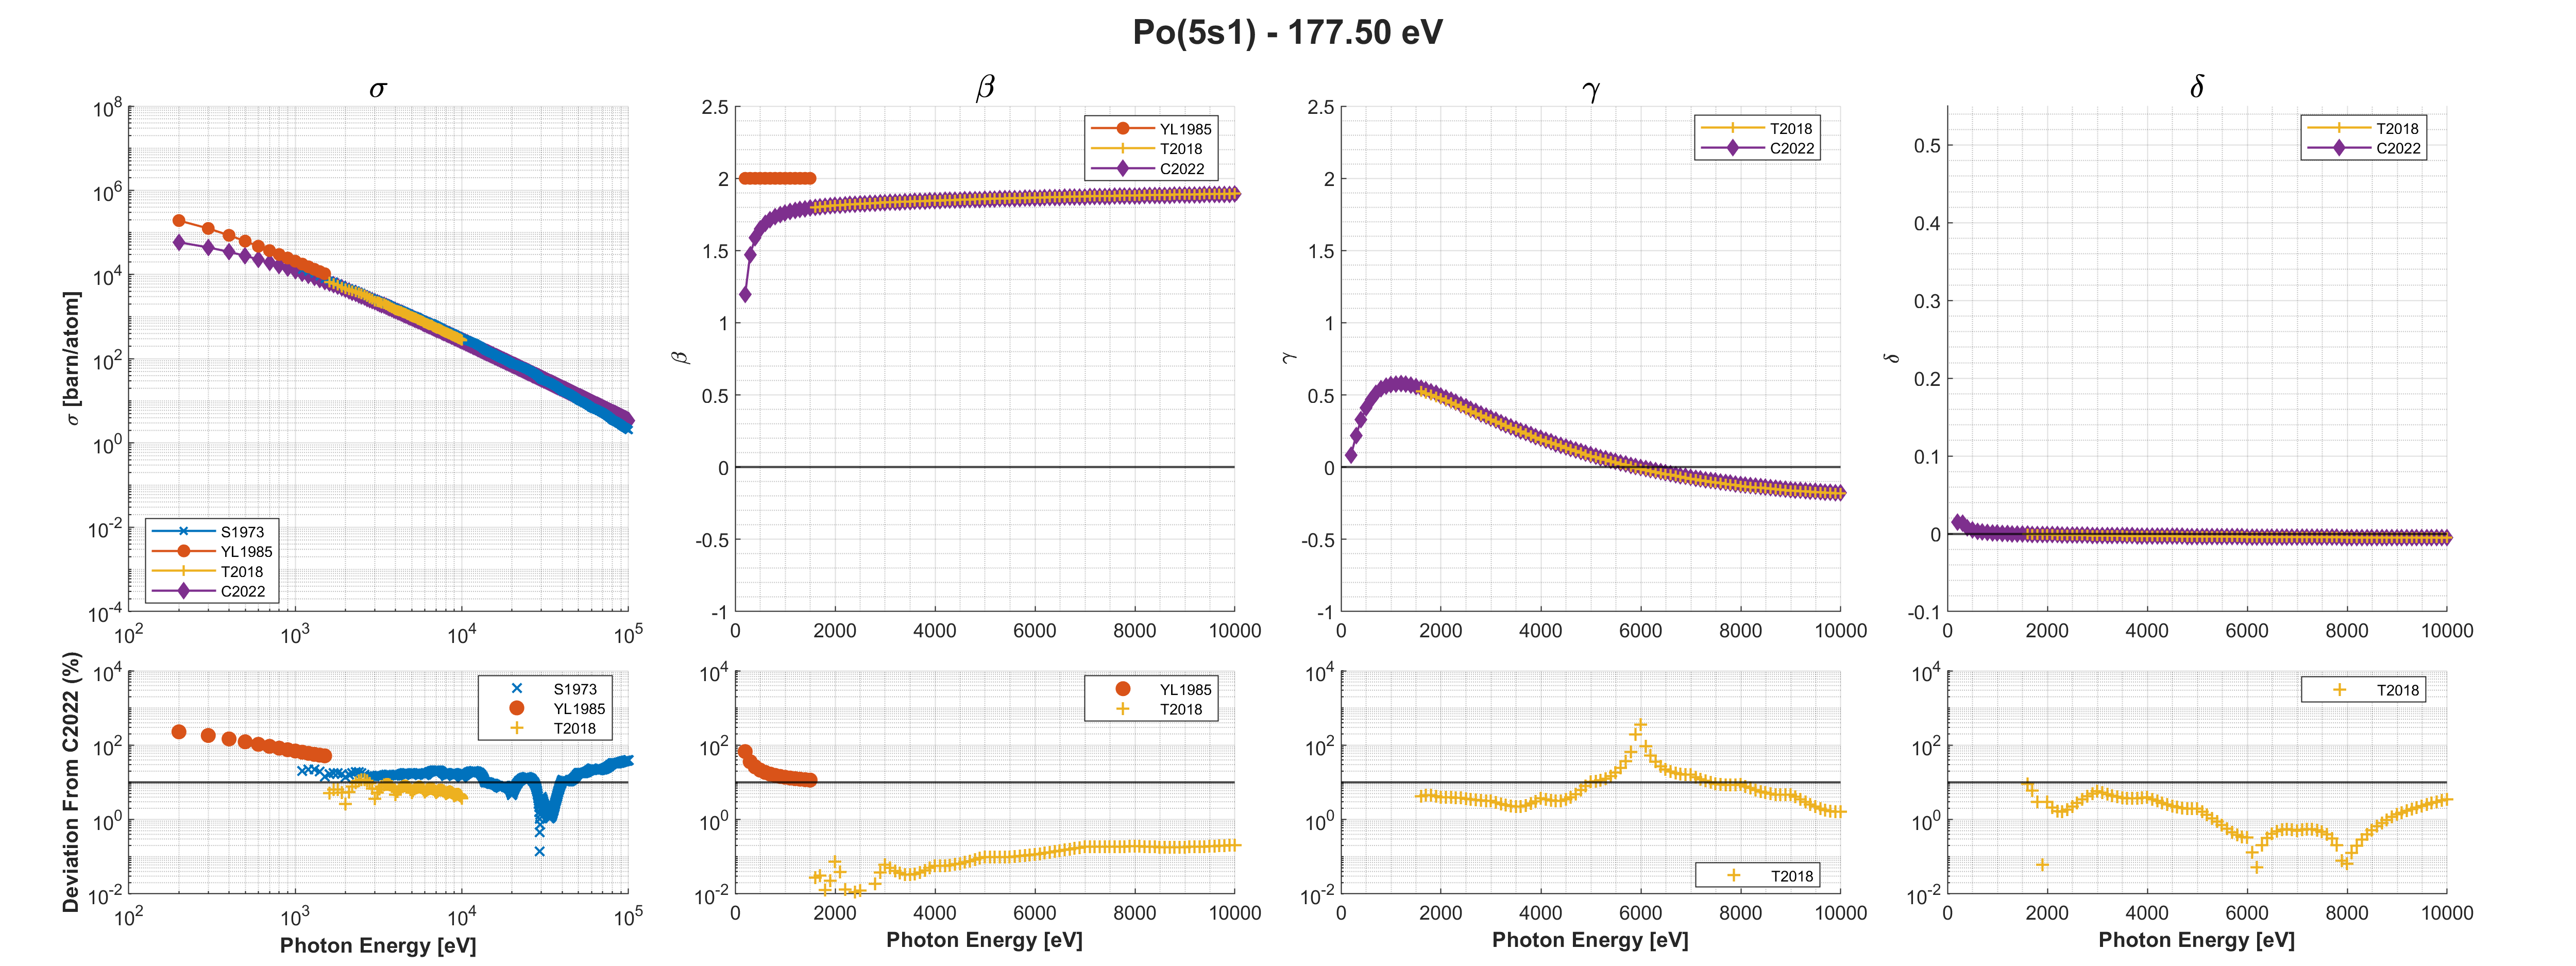 Po(5s1) - 177.50 eV
σ
10^8
10^6
10^4
10^2
10^0
10^-2
10^-4
σ [barn/atom]
S1973
YL1985
T2018
C2022
10^2
10^3
10^4
10^5
β
2.5
2
1.5
1
0.5
0
-0.5
-1
β
YL1985
T2018
C2022
0
2000
4000
6000
8000
10000
γ
2.5
2
1.5
1
0.5
0
-0.5
-1
γ
T2018
C2022
0
2000
4000
6000
8000
10000
δ
0.5
0.4
0.3
0.2
0.1
0
-0.1
δ
T2018
C2022
0
2000
4000
6000
8000
10000
Deviation From C2022 (%)
10^4
10^2
10^0
10^-2
S1973
YL1985
T2018
10^2
10^3
10^4
10^5
Photon Energy [eV]
10^4
10^2
10^0
10^-2
YL1985
T2018
0
2000
4000
6000
8000
10000
Photon Energy [eV]
10^4
10^2
10^0
10^-2
T2018
0
2000
4000
6000
8000
10000
Photon Energy [eV]
10^4
10^2
10^0
10^-2
T2018
0
2000
4000
6000
8000
10000
Photon Energy [eV]